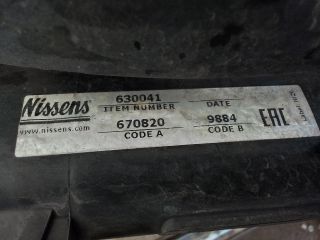 Nissens
www.nissens.com
630041
ITEM NUMBER
DATE
670820
CODE A
9884
CODE B
EAC